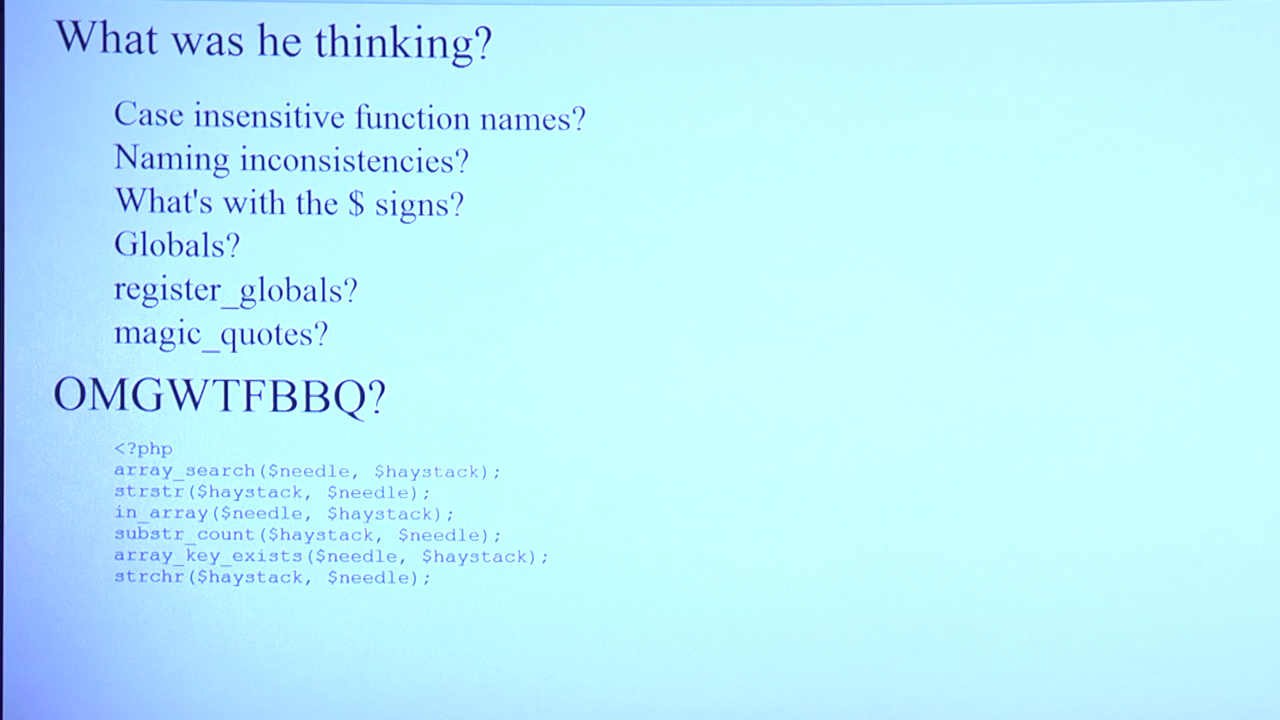 What was he thinking?
Case insensitive function names?
Naming inconsistencies?
What's with the $ signs?
Globals?
register_globals?
magic_quotes?
OMGWTFBBQ?
<?php
array_search($needle, $haystack);
strstr($haystack, $needle);
in_array($needle, $haystack);
substr_count($haystack, $needle);
array_key_exists($needle, $haystack);
strchr($haystack, $needle);